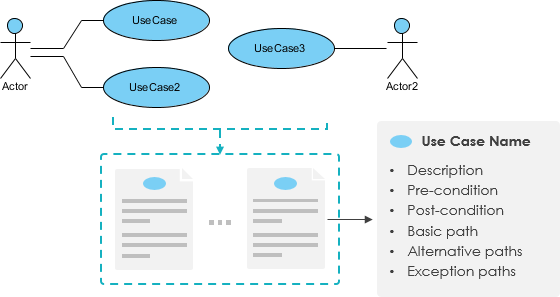 UseCase
UseCase3
Actor
UseCase2
Actor2
Use Case Name
• Description
• Pre-condition
• Post-condition
• Basic path
• Alternative paths
• Exception paths